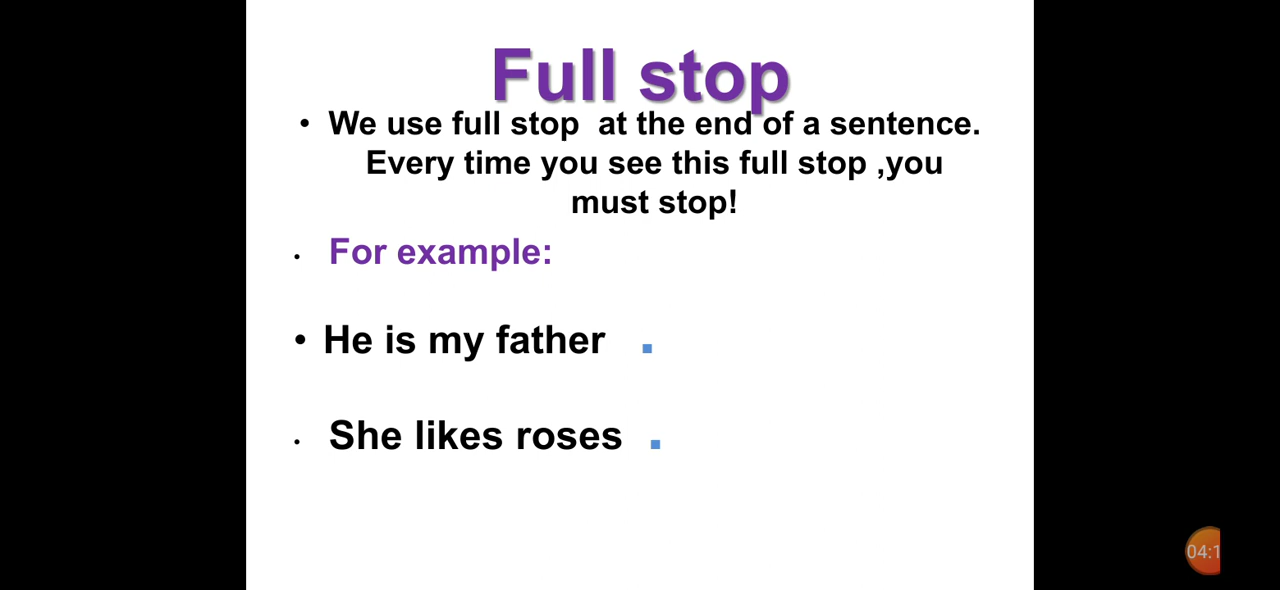 Full stop
• We use full stop  at the end of a sentence.
Every time you see this full stop ,you
must stop!
• For example:
• He is my father   .
• She likes roses  .
04:1